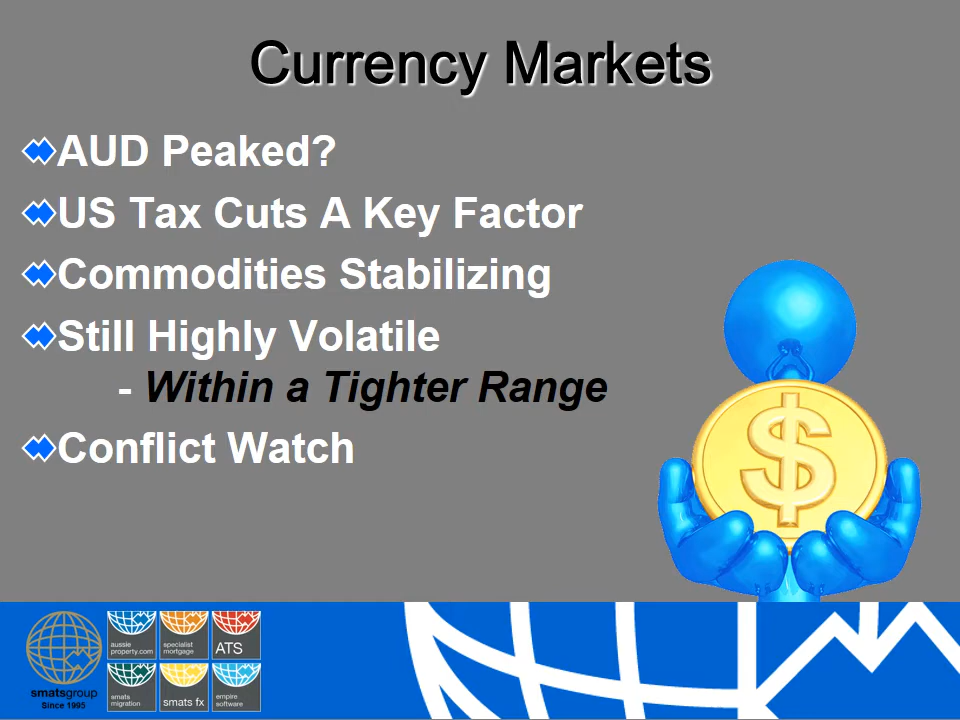 Currency Markets
AUD Peaked?
US Tax Cuts A Key Factor
Commodities Stabilizing
Still Highly Volatile
- Within a Tighter Range
Conflict Watch
$
smatsgroup
Since 1995
aussie
property.com
specialist
mortgage
ATS
smats
migration
smats fx
empire
software